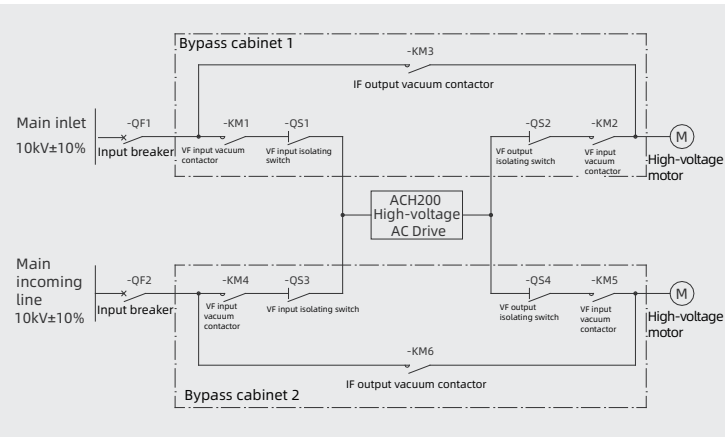 Bypass cabinet 1
-KM3
IF output vacuum contactor
Main inlet
10kV±10%
-QF1
Input breaker
-KM1
VF input vacuum
contactor
-QS1
VF input isolating
switch
-QS2
VF output
isolating switch
-KM2
VF input
vacuum
contactor
M
High-voltage
motor
ACH200
High-voltage
AC Drive
Main
incoming
line
10kV±10%
-QF2
Input breaker
-KM4
VF input
vacuum
contactor
-QS3
VF input isolating switch
-QS4
VF output
isolating switch
-KM5
VF input
vacuum
contactor
M
High-voltage
motor
-KM6
IF output vacuum contactor
Bypass cabinet 2